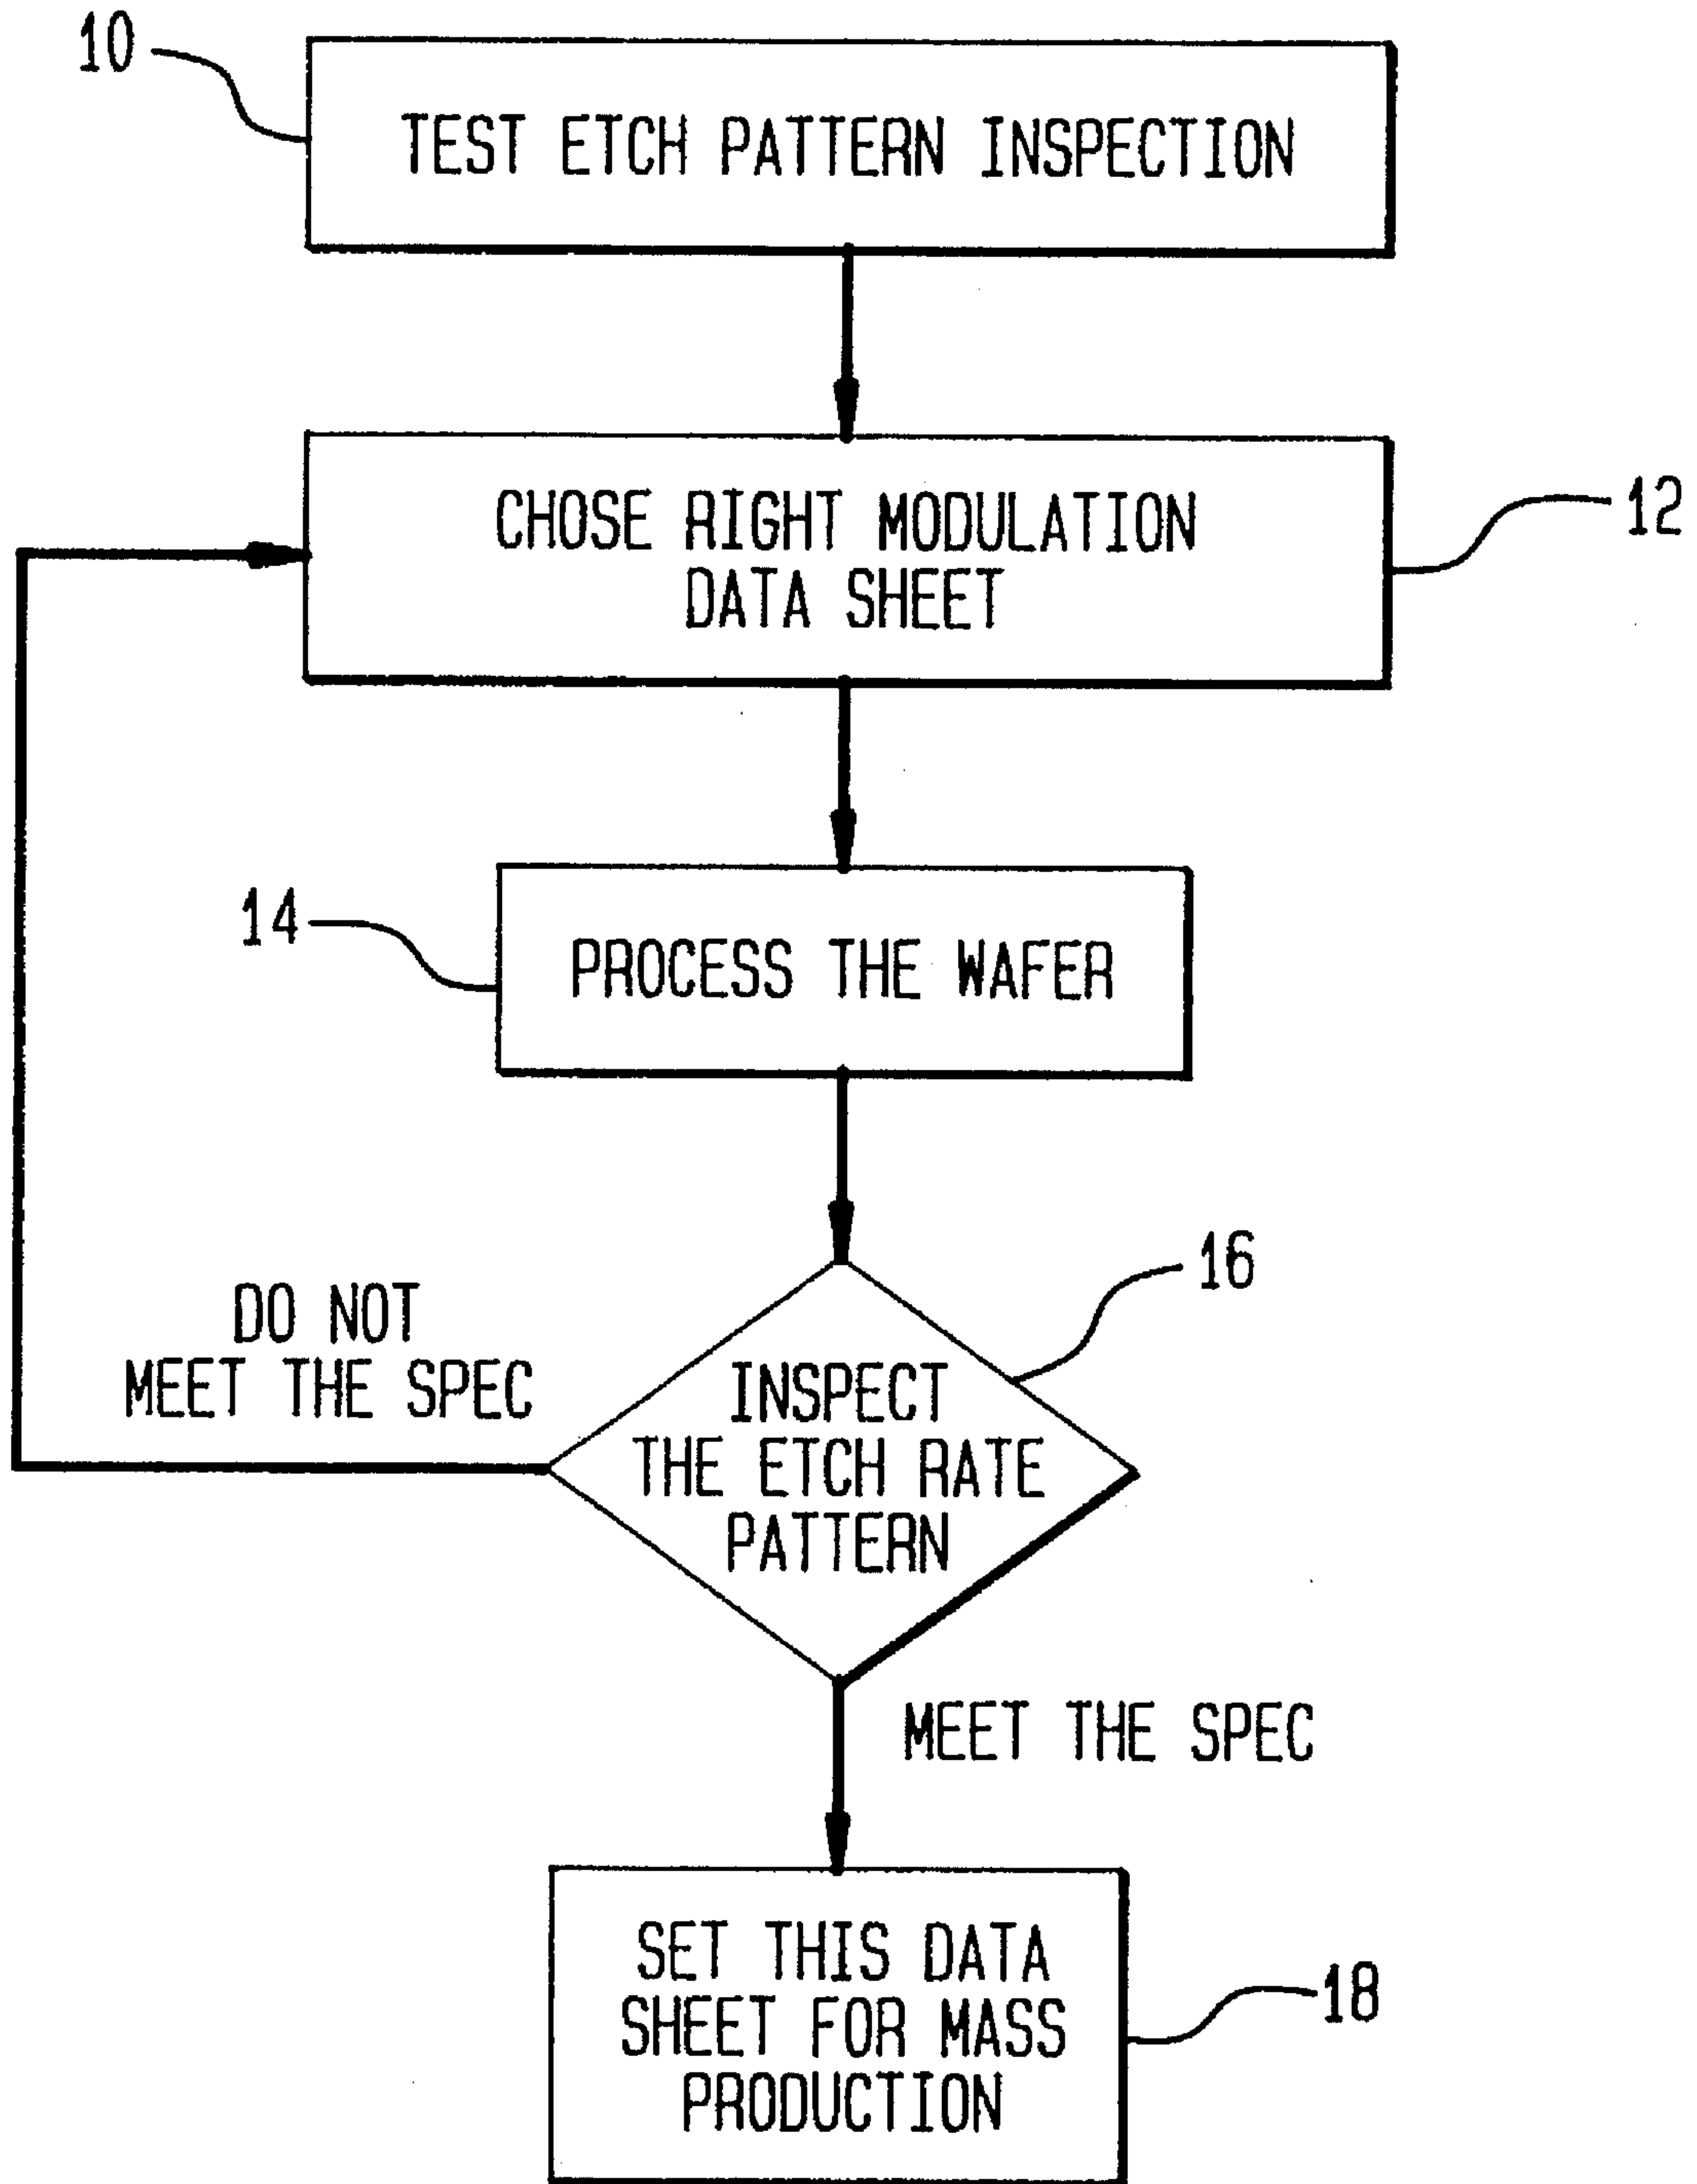 10
TEST ETCH PATTERN INSPECTION
CHOSE RIGHT MODULATION
DATA SHEET
12
14
PROCESS THE WAFER
16
DO NOT
MEET THE SPEC
INSPECT
THE ETCH RATE
PATTERN
MEET THE SPEC
SET THIS DATA
SHEET FOR MASS
PRODUCTION
18